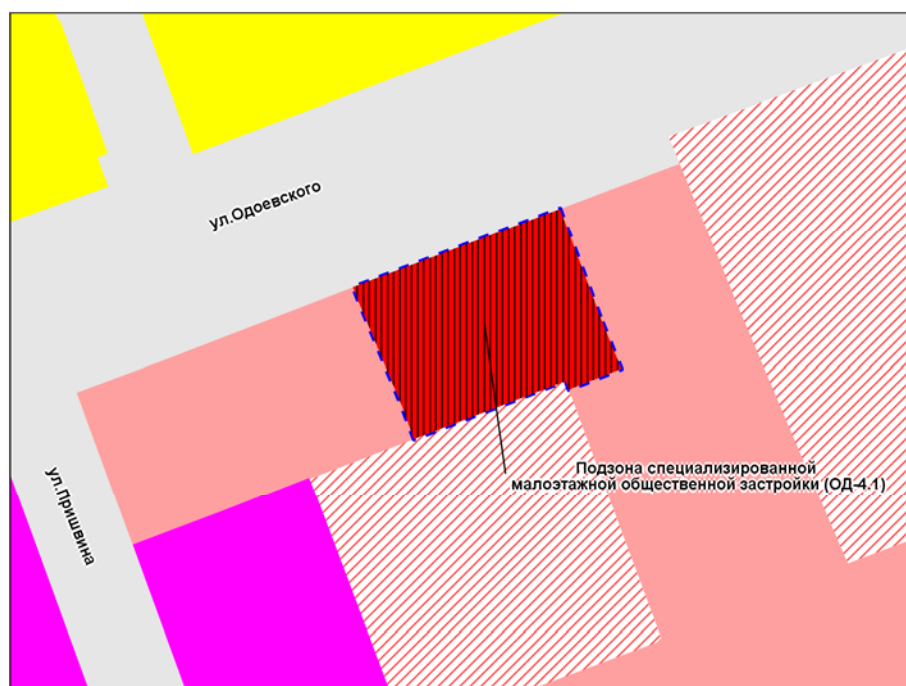 ул.Одоевского
ул.Пришвина
Подзона специализированной
малоэтажной общественной застройки (ОД-4.1)